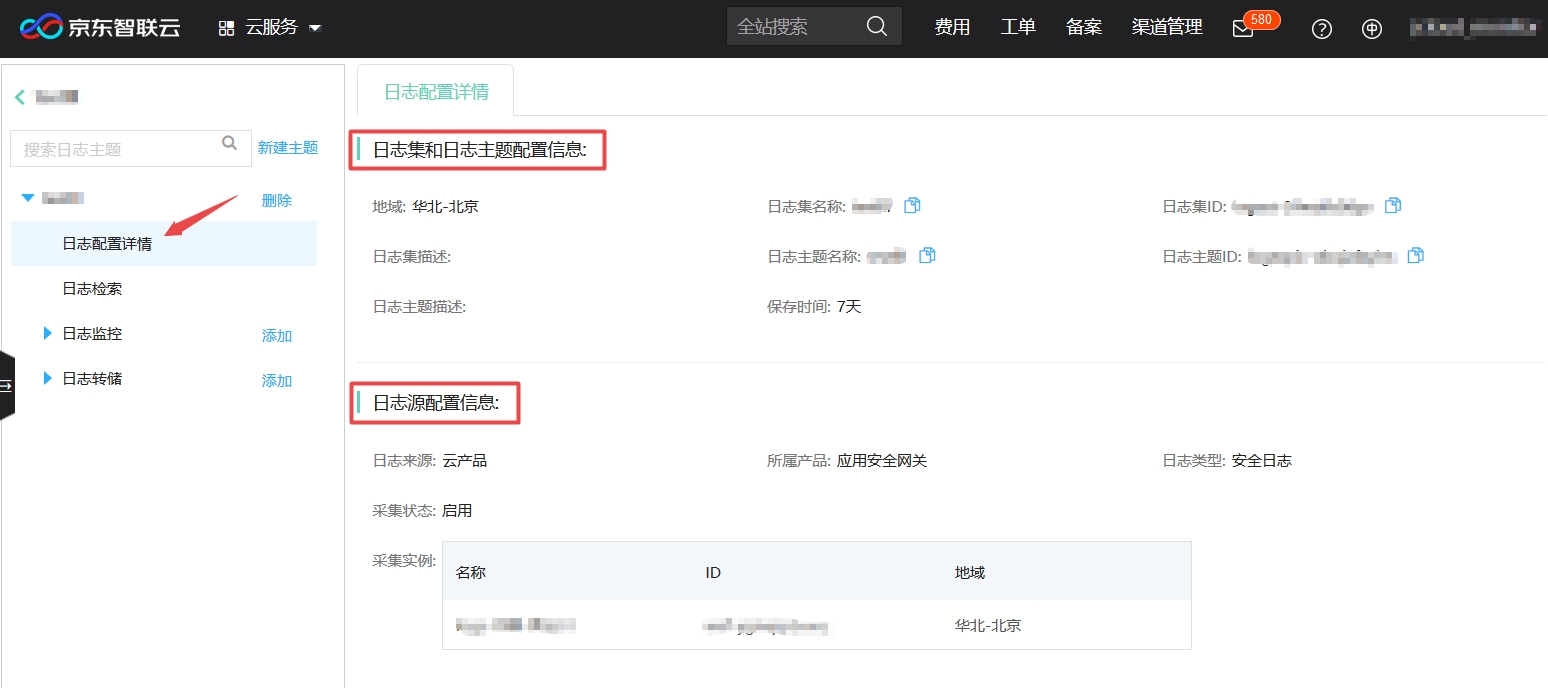 京东智联云 云服务 全站搜索 费用 工单 备案 渠道管理 580
搜索日志主题 新建主题
删除
日志配置详情
日志检索
日志监控 添加
日志转储 添加
日志配置详情
日志集和日志主题配置信息:
地域: 华北-北京 日志集名称: 日志集ID:
日志集描述: 日志主题名称: 日志主题ID:
日志主题描述: 保存时间: 7天
日志源配置信息:
日志来源: 云产品 所属产品: 应用安全网关 日志类型: 安全日志
采集状态: 启用
采集实例:
名称 ID 地域
华北-北京